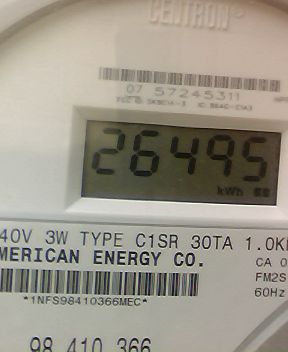 CENTRON®
07 57245311
26495
kWh
40V 3W TYPE C1SR 30TA 1.0K
MERICAN ENERGY CO.
CA 0
FM2S
60Hz
*1NFS98410366MEC*
98 410 366